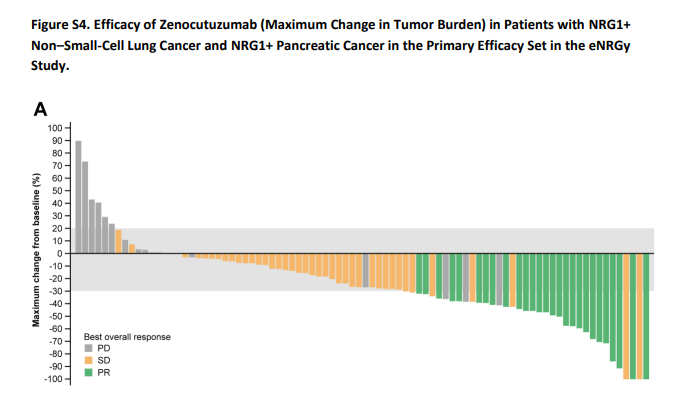 Figure S4. Efficacy of Zenocutuzumab (Maximum Change in Tumor Burden) in Patients with NRG1+
Non–Small-Cell Lung Cancer and NRG1+ Pancreatic Cancer in the Primary Efficacy Set in the eNRGy
Study.
A
Maximum change from baseline (%)
100
90
80
70
60
50
40
30
20
10
0
-10
-20
-30
-40
-50
-60
-70
-80
-90
-100
Best overall response
PD
SD
PR